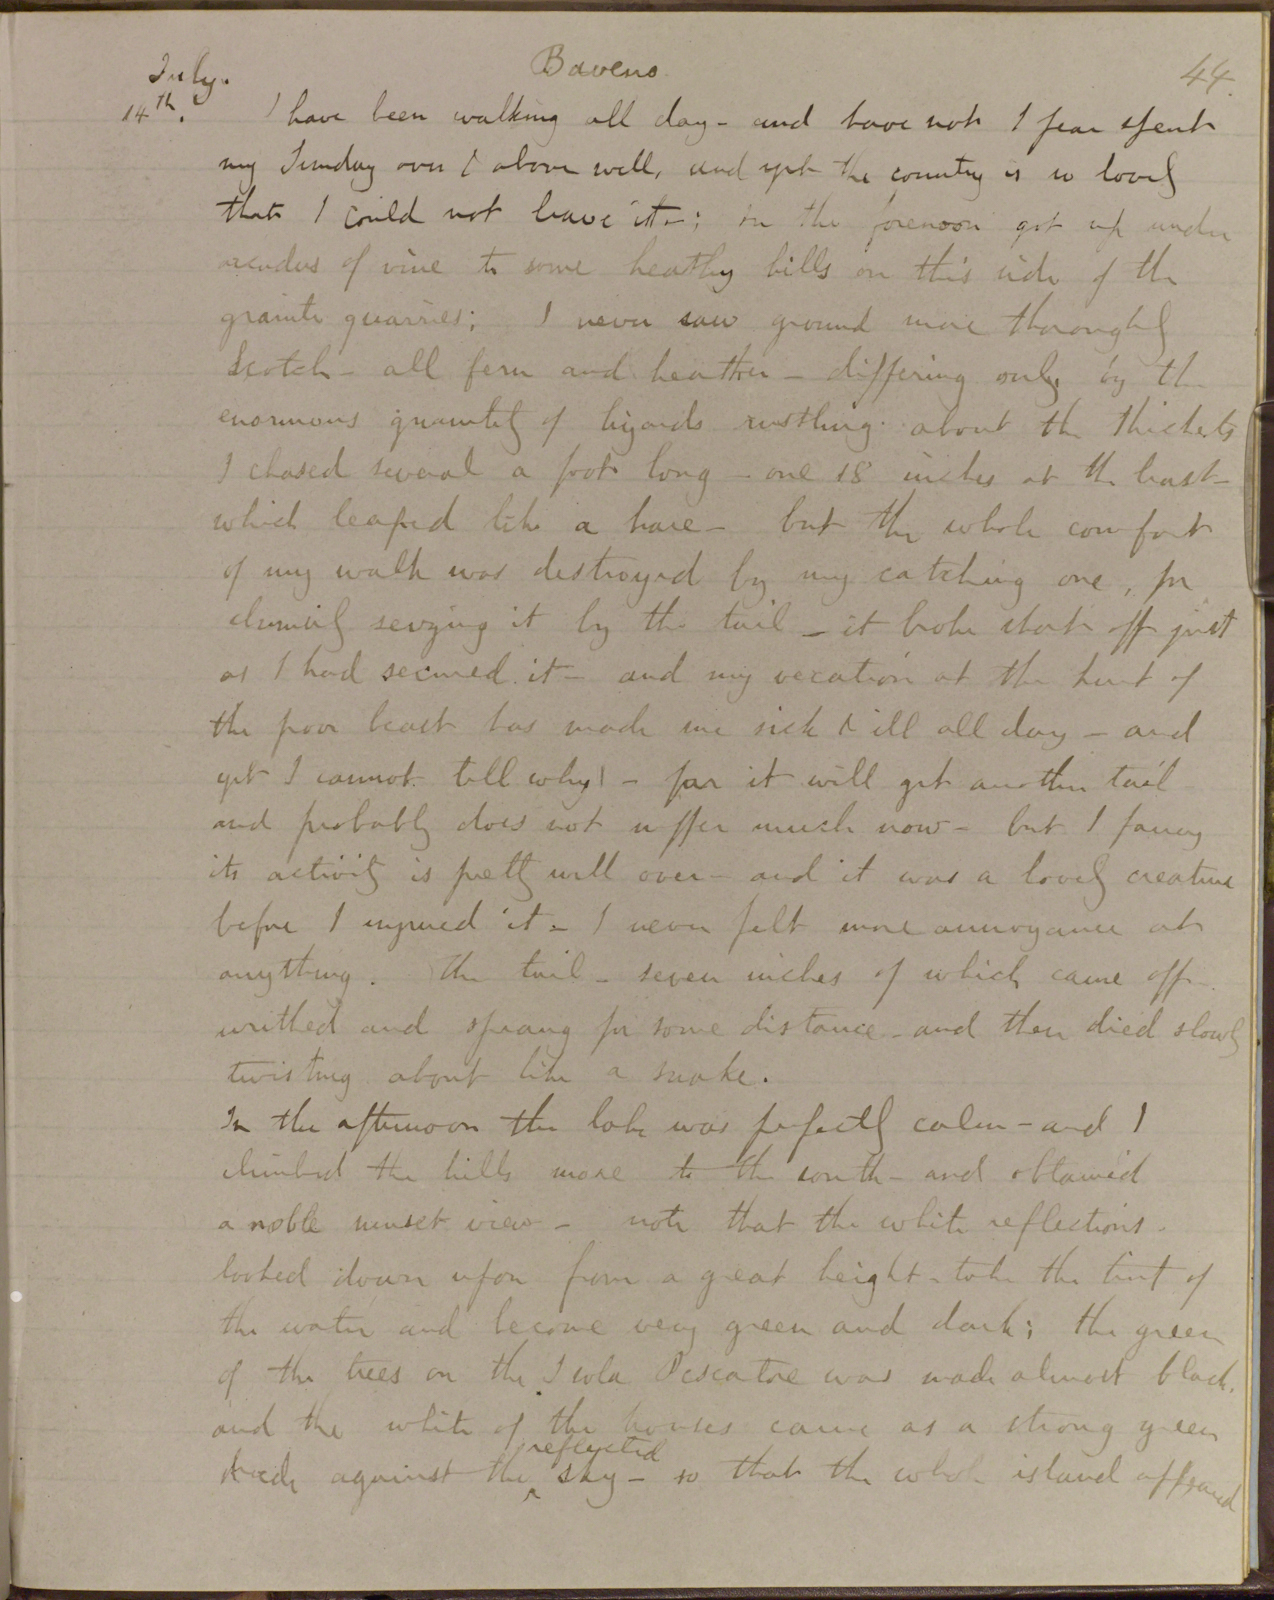 July. Baveno 44.
14th. I have been walking all day - and have not I fear spent
my Sunday over & above well, and yet the country is so lovely
that I could not leave it -; in the forenoon got up under
arcades of vine to some heathy hills on this side of the
granite quarries; I never saw ground more thoroughly
Scotch - all fern and heather - differing only by the
enormous quantity of lizards rustling about the thickets
I chased several a foot long - one 18 inches at the least -
which leaped like a hare - but the whole comfort
of my walk was destroyed by my catching one, for
clumsily seizing it by the tail - it broke short off just
as I had secured it - and my vexation at the hurt of
the poor beast has made me sick & ill all day - and
yet I cannot tell why! - for it will get another tail
and probably does not suffer much now - but I fancy
its activity is pretty well over - and it was a lovely creature
before I injured it - I never felt more annoyance at
anything. The tail - seven inches of which came off -
writhed and sprang for some distance - and then died slowly
twisting about like a snake.
In the afternoon the lake was perfectly calm - and I
climbed the hills more to the south - and obtained
a noble sunset view - note that the white reflections -
looked down upon from a great height - take the tint of
the water and become very green and dark; the green
of the trees on the Isola Pescatore was made almost black,
and the white of the houses came as a strong green
shade against the reflected sky - so that the whole island appeared